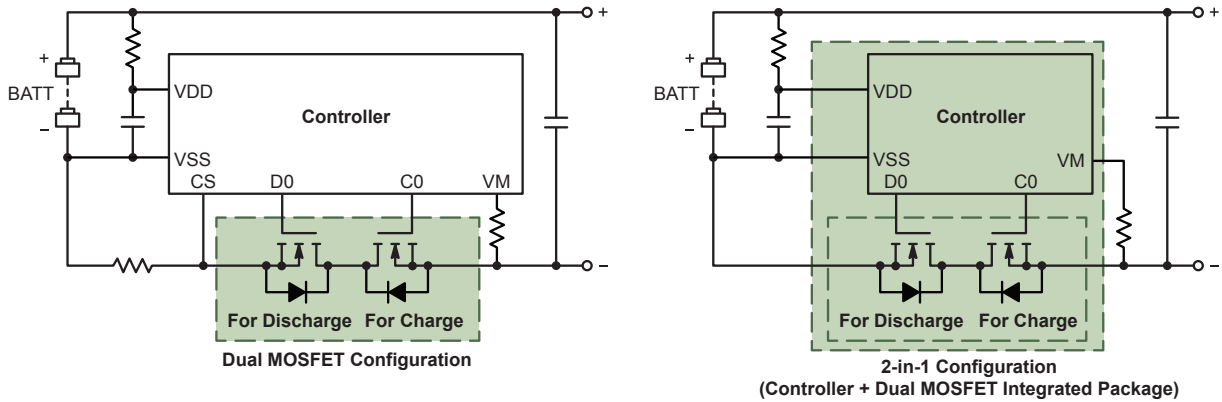 +
+
BATT
−
VDD
Controller
VSS
CS
D0
C0
VM
−
For Discharge
For Charge
Dual MOSFET Configuration
+
+
BATT
−
VDD
Controller
VSS
VM
D0
C0
−
For Discharge
For Charge
2-in-1 Configuration
(Controller + Dual MOSFET Integrated Package)